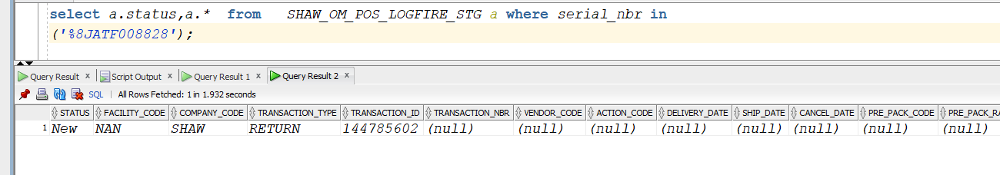 select a.status,a.* from SHAW_OM_POS_LOGFIRE_STG a where serial_nbr in
('%8JATF008828');
Query Result x Script Output x Query Result 1 x Query Result 2 x
SQL | All Rows Fetched: 1 in 1.932 seconds
STATUS FACILITY_CODE COMPANY_CODE TRANSACTION_TYPE TRANSACTION_ID TRANSACTION_NBR VENDOR_CODE ACTION_CODE DELIVERY_DATE SHIP_DATE CANCEL_DATE PRE_PACK_CODE PRE_PACK_RA
1 New NAN SHAW RETURN 144785602 (null) (null) (null) (null) (null) (null) (null) (null)